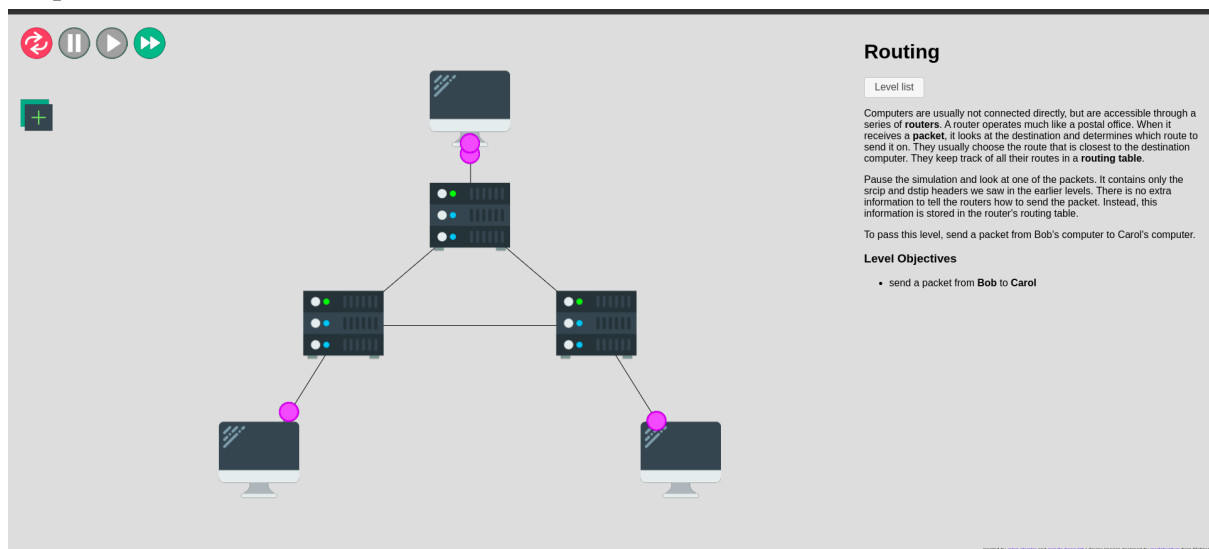 Routing
Level list
Computers are usually not connected directly, but are accessible through a
series of routers. A router operates much like a postal office. When it
receives a packet, it looks at the destination and determines which route to
send it on. They usually choose the route that is closest to the destination
computer. They keep track of all their routes in a routing table.
Pause the simulation and look at one of the packets. It contains only the
srcip and dstip headers we saw in the earlier levels. There is no extra
information to tell the routers how to send the packet. Instead, this
information is stored in the router's routing table.
To pass this level, send a packet from Bob's computer to Carol's computer.
Level Objectives
• send a packet from Bob to Carol